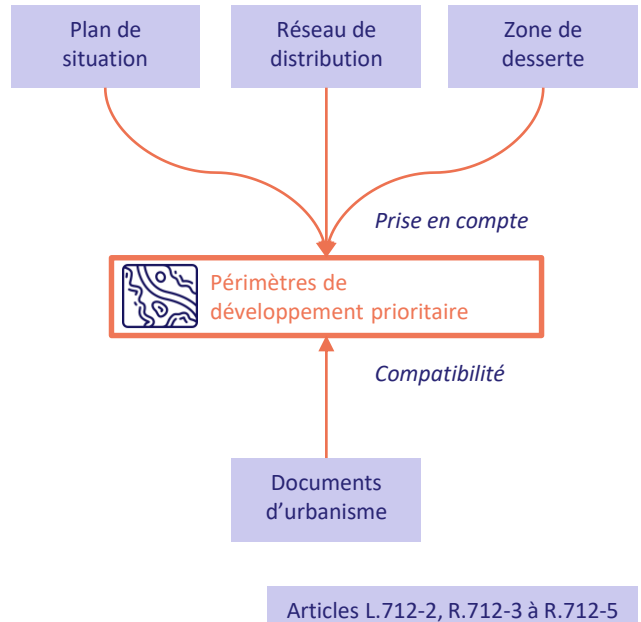 Plan de
situation
Réseau de
distribution
Zone de
desserte
Prise en compte
Périmètres de
développement prioritaire
Compatibilité
Documents
d’urbanisme
Articles L.712-2, R.712-3 à R.712-5